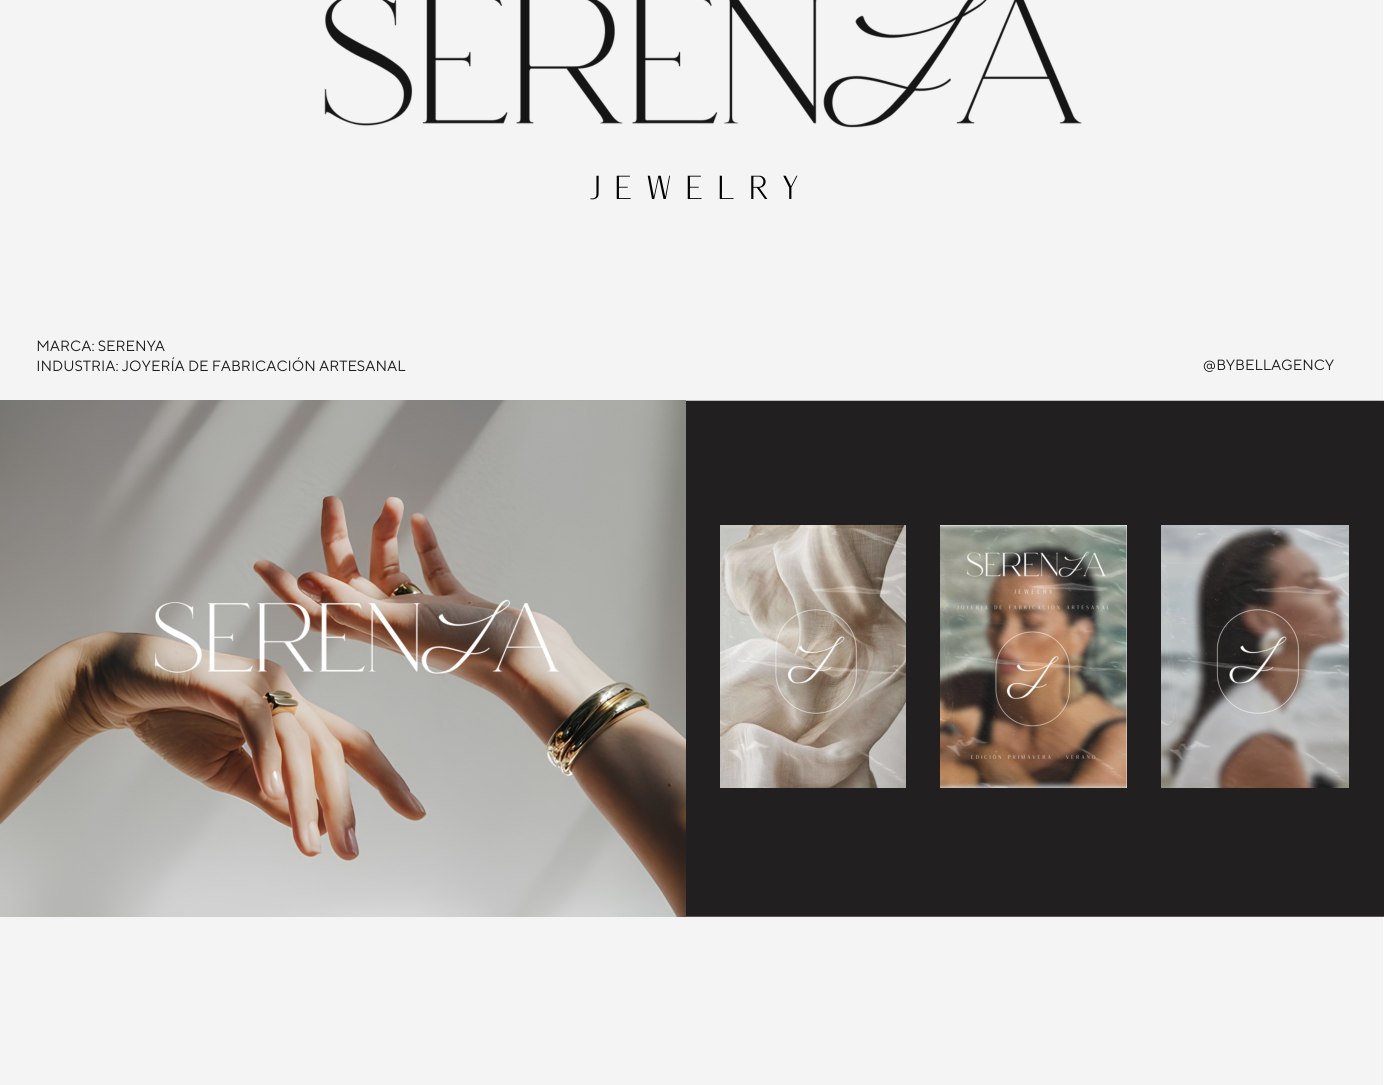 SERENYA
JEWELRY
MARCA: SERENYA
INDUSTRIA: JOYERÍA DE FABRICACIÓN ARTESANAL
@BYBELLAGENCY
SERENYA
SERENYA
JEWELRY
JOYERÍA DE FABRICACIÓN ARTESANAL
Y
Y
Y
EDICIÓN PRIMAVERA - VERANO